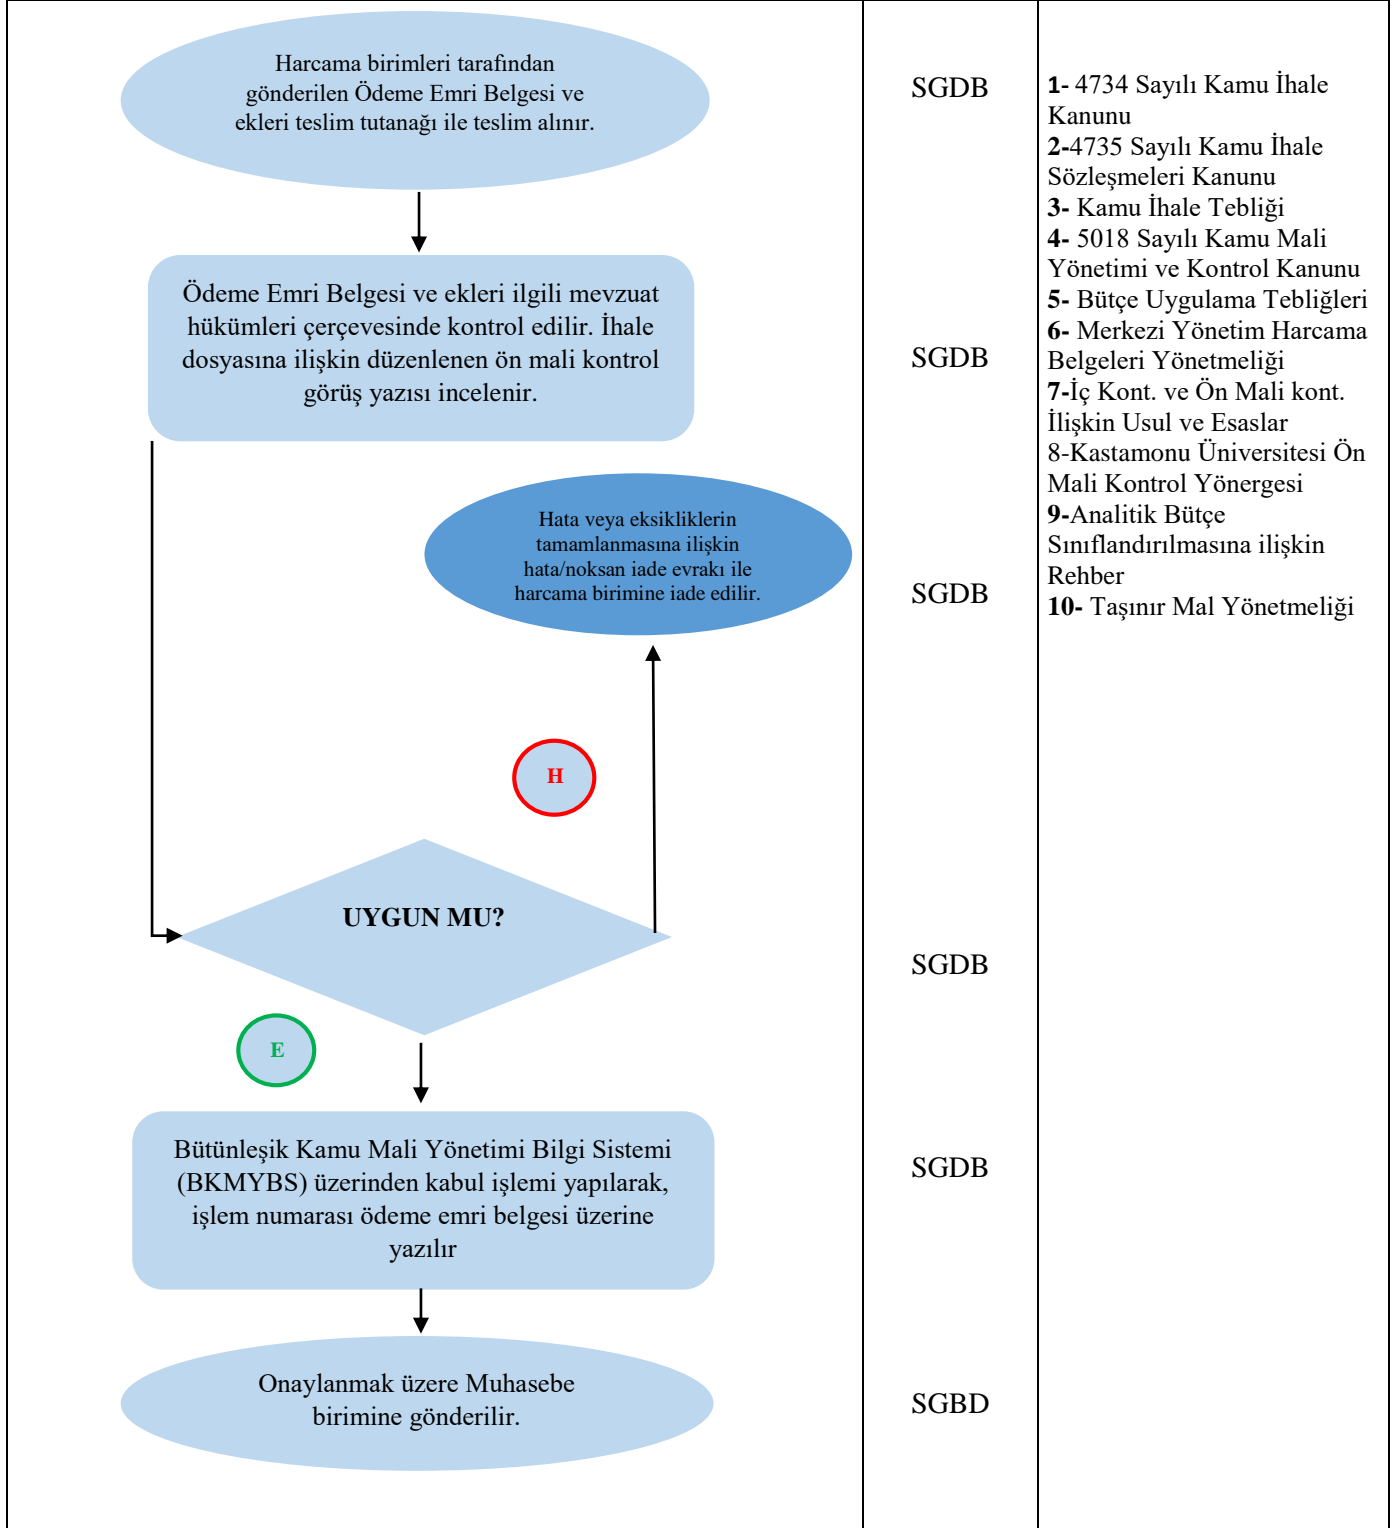 Harcama birimleri tarafından
gönderilen Ödeme Emri Belgesi ve
ekleri teslim tutanağı ile teslim alınır.
Ödeme Emri Belgesi ve ekleri ilgili mevzuat
hükümleri çerçevesinde kontrol edilir. İhale
dosyasına ilişkin düzenlenen ön mali kontrol
görüş yazısı incelenir.
Hata veya eksikliklerin
tamamlanmasına ilişkin
hata/noksan iade evrakı ile
harcama birimine iade edilir.
H
UYGUN MU?
E
Bütünleşik Kamu Mali Yönetimi Bilgi Sistemi
(BKMYBS) üzerinden kabul işlemi yapılarak,
işlem numarası ödeme emri belgesi üzerine
yazılır
Onaylanmak üzere Muhasebe
birimine gönderilir.
SGDB
SGDB
SGDB
SGDB
SGDB
SGBD
1- 4734 Sayılı Kamu İhale
Kanunu
2-4735 Sayılı Kamu İhale
Sözleşmeleri Kanunu
3- Kamu İhale Tebliği
4- 5018 Sayılı Kamu Mali
Yönetimi ve Kontrol Kanunu
5- Bütçe Uygulama Tebliğleri
6- Merkezi Yönetim Harcama
Belgeleri Yönetmeliği
7-İç Kont. ve Ön Mali kont.
İlişkin Usul ve Esaslar
8-Kastamonu Üniversitesi Ön
Mali Kontrol Yönergesi
9-Analitik Bütçe
Sınıflandırılmasına ilişkin
Rehber
10- Taşınır Mal Yönetmeliği